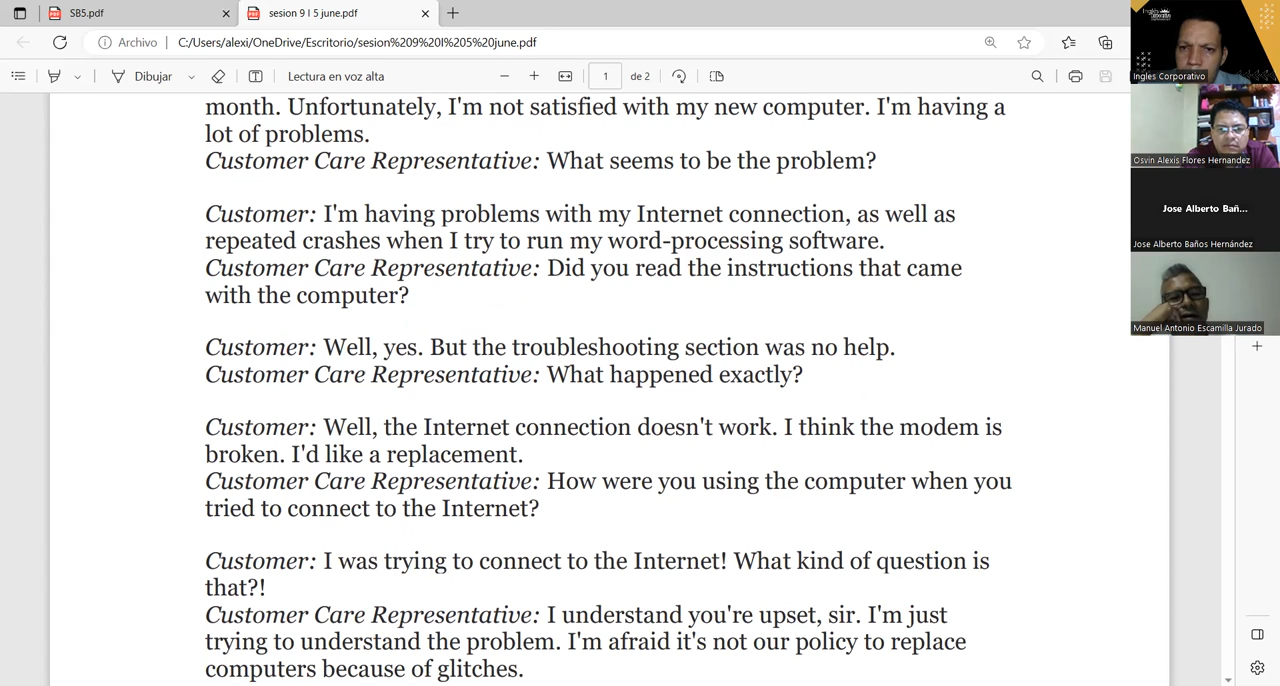 SB5.pdf
sesion 9 I 5 june.pdf
Archivo
C:/Users/alexi/OneDrive/Escritorio/sesion%209%20I%205%20june.pdf
Dibujar
Lectura en voz alta
1
de 2
month. Unfortunately, I'm not satisfied with my new computer. I'm having a
lot of problems.
Customer Care Representative: What seems to be the problem?
Customer: I'm having problems with my Internet connection, as well as
repeated crashes when I try to run my word-processing software.
Customer Care Representative: Did you read the instructions that came
with the computer?
Customer: Well, yes. But the troubleshooting section was no help.
Customer Care Representative: What happened exactly?
Customer: Well, the Internet connection doesn't work. I think the modem is
broken. I'd like a replacement.
Customer Care Representative: How were you using the computer when you
tried to connect to the Internet?
Customer: I was trying to connect to the Internet! What kind of question is
that?!
Customer Care Representative: I understand you're upset, sir. I'm just
trying to understand the problem. I'm afraid it's not our policy to replace
computers because of glitches.
Ingles Corporativo
Osvin Alexis Flores Hernandez
Jose Alberto Bañ...
Jose Alberto Baños Hernández
Manuel Antonio Escamilla Jurado